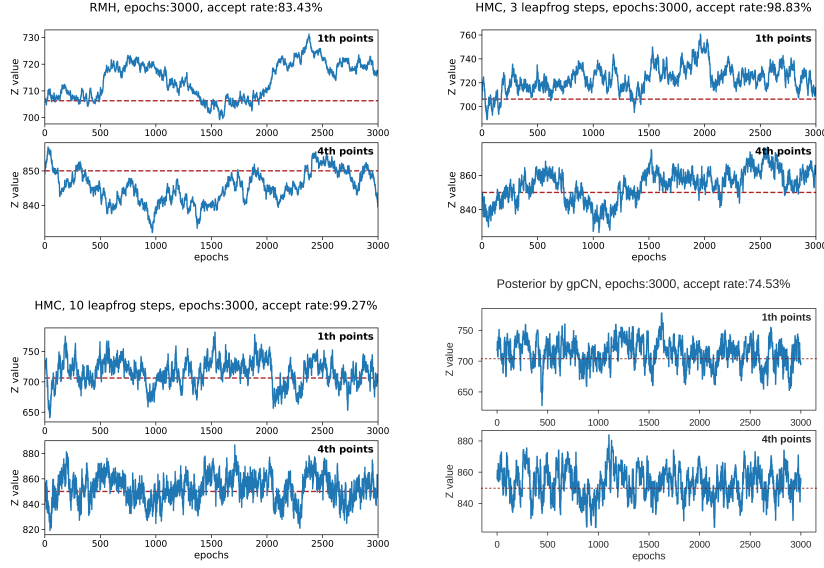 RMH, epochs:3000, accept rate:83.43%
1th points
Z value
730
720
710
700
0 500 1000 1500 2000 2500 3000
4th points
Z value
850
840
0 500 1000 1500 2000 2500 3000
epochs
HMC, 3 leapfrog steps, epochs:3000, accept rate:98.83%
1th points
Z value
760
740
720
700
0 500 1000 1500 2000 2500 3000
4th points
Z value
860
840
0 500 1000 1500 2000 2500 3000
epochs
HMC, 10 leapfrog steps, epochs:3000, accept rate:99.27%
1th points
Z value
750
700
650
0 500 1000 1500 2000 2500 3000
4th points
Z value
880
860
840
820
0 500 1000 1500 2000 2500 3000
epochs
Posterior by gpCN, epochs:3000, accept rate:74.53%
1th points
Z value
750
700
650
0 500 1000 1500 2000 2500 3000
4th points
Z value
880
860
840
0 500 1000 1500 2000 2500 3000
epochs